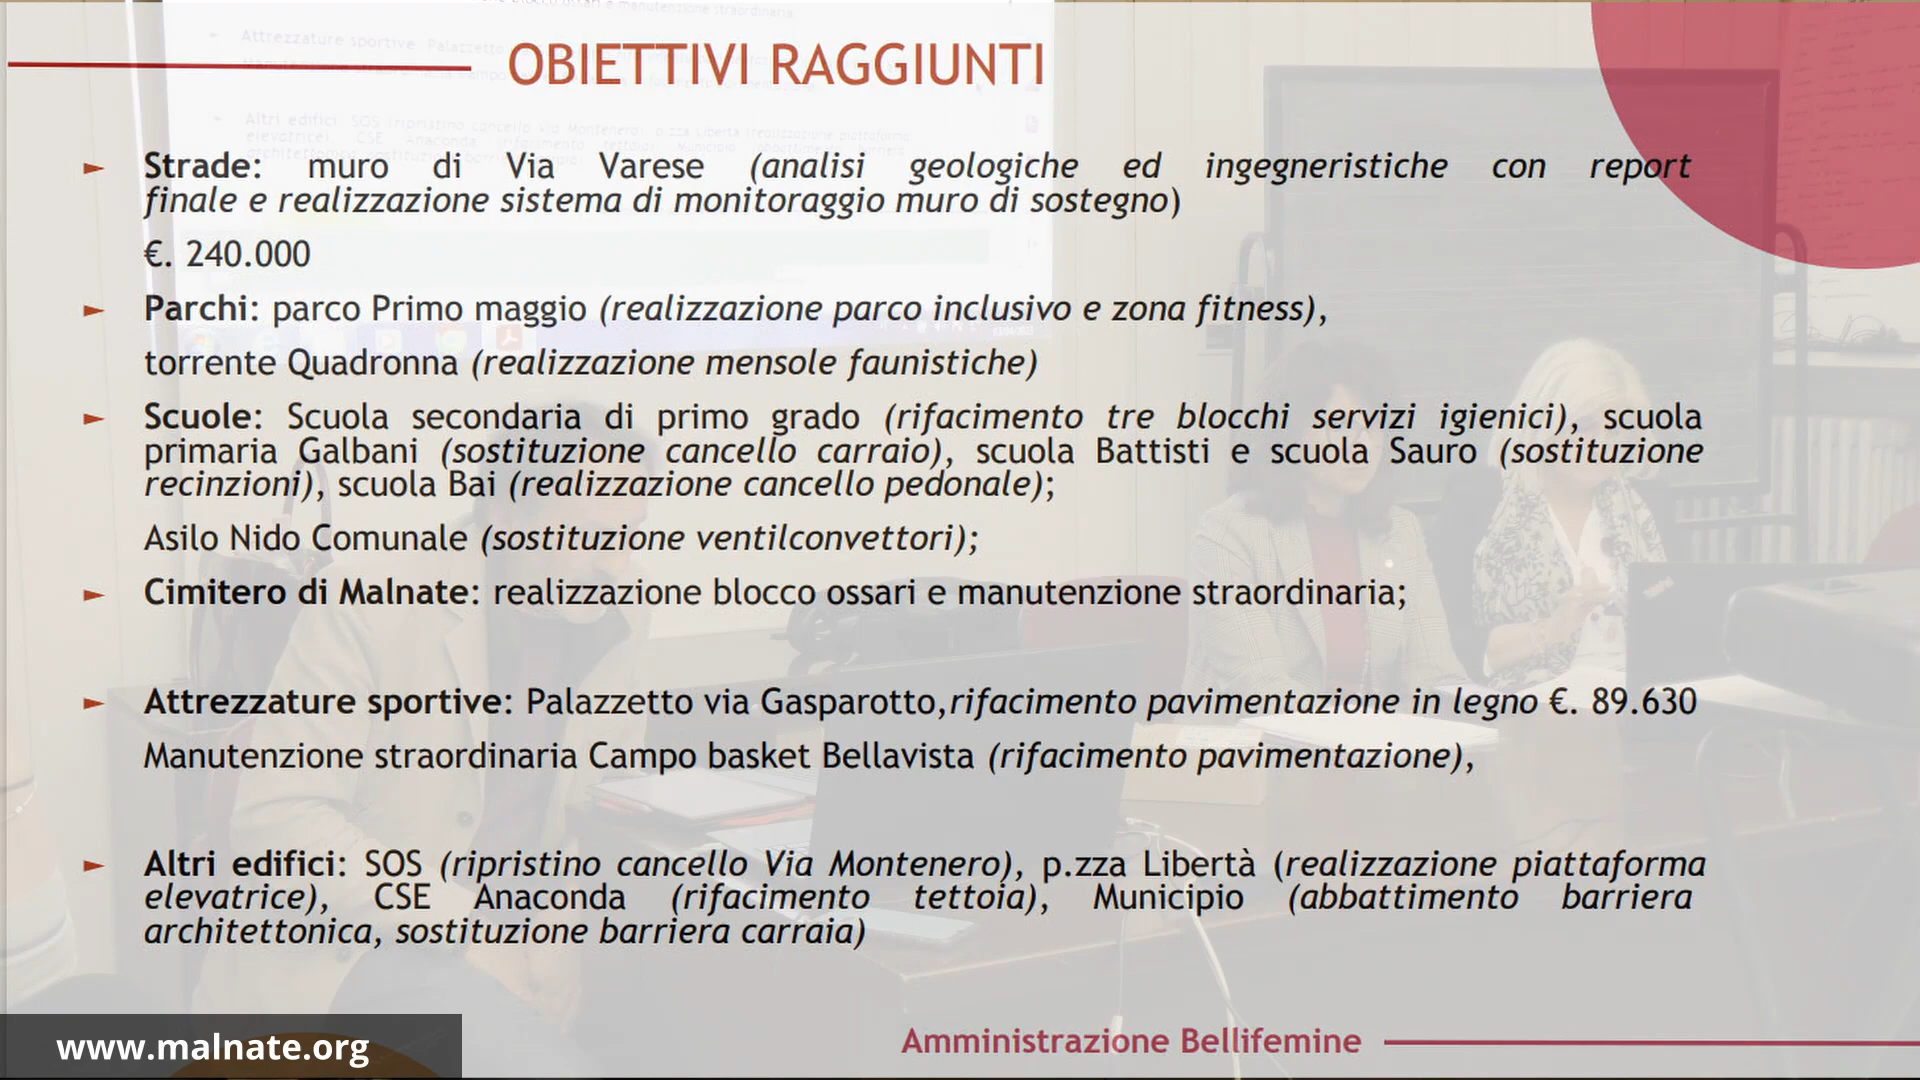 OBIETTIVI RAGGIUNTI
► Strade: muro di Via Varese (analisi geologiche ed ingegneristiche con report
finale e realizzazione sistema di monitoraggio muro di sostegno)
€. 240.000
► Parchi: parco Primo maggio (realizzazione parco inclusivo e zona fitness),
torrente Quadronna (realizzazione mensole faunistiche)
► Scuole: Scuola secondaria di primo grado (rifacimento tre blocchi servizi igienici), scuola
primaria Galbani (sostituzione cancello carraio), scuola Battisti e scuola Sauro (sostituzione
recinzioni), scuola Bai (realizzazione cancello pedonale);
Asilo Nido Comunale (sostituzione ventilconvettori);
► Cimitero di Malnate: realizzazione blocco ossari e manutenzione straordinaria;
► Attrezzature sportive: Palazzetto via Gasparotto,rifacimento pavimentazione in legno €. 89.630
Manutenzione straordinaria Campo basket Bellavista (rifacimento pavimentazione),
► Altri edifici: SOS (ripristino cancello Via Montenero), p.zza Libertà (realizzazione piattaforma
elevatrice), CSE Anaconda (rifacimento tettoia), Municipio (abbattimento barriera
architettonica, sostituzione barriera carraia)
Amministrazione Bellifemine
www.malnate.org